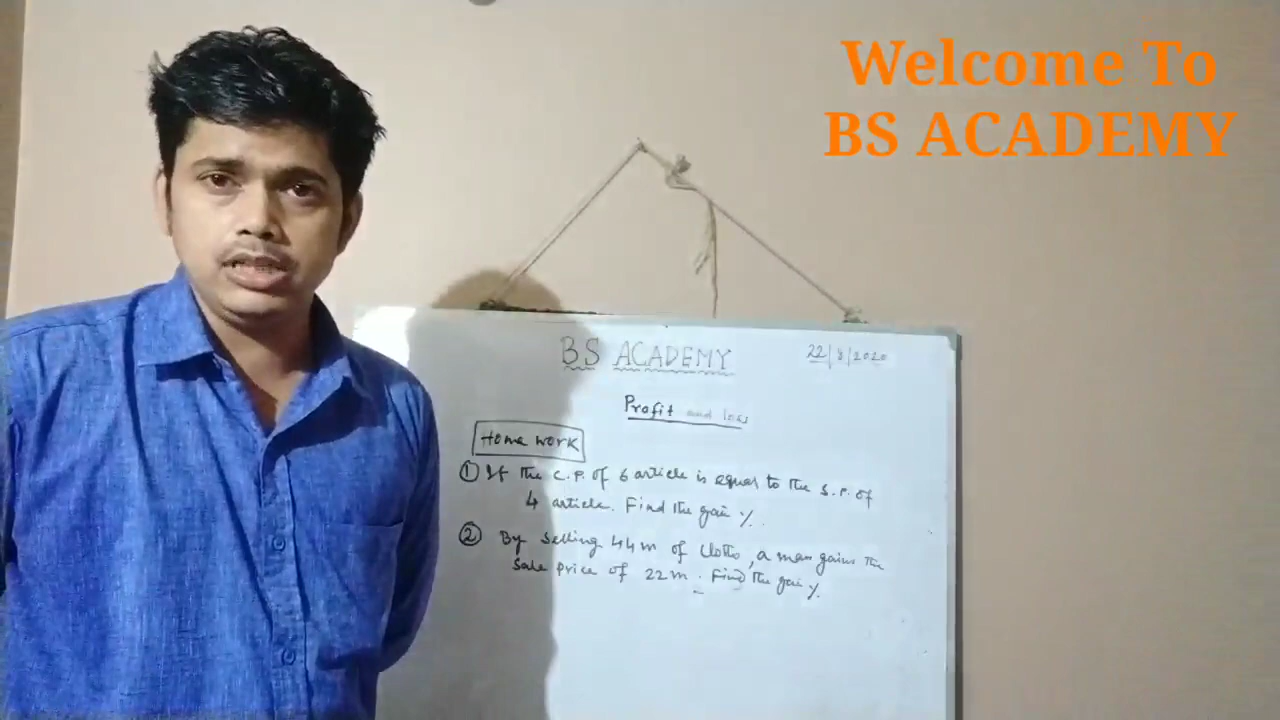 Welcome To
BS ACADEMY
BS ACADEMY
22/8/2020
Profit and loss
Home work
① If the C.P. of 6 article is equal to the S.P. of
4 article. Find the gain %.
② By selling 44m of cloths, a man gains the
sale price of 22m. Find the gain %.